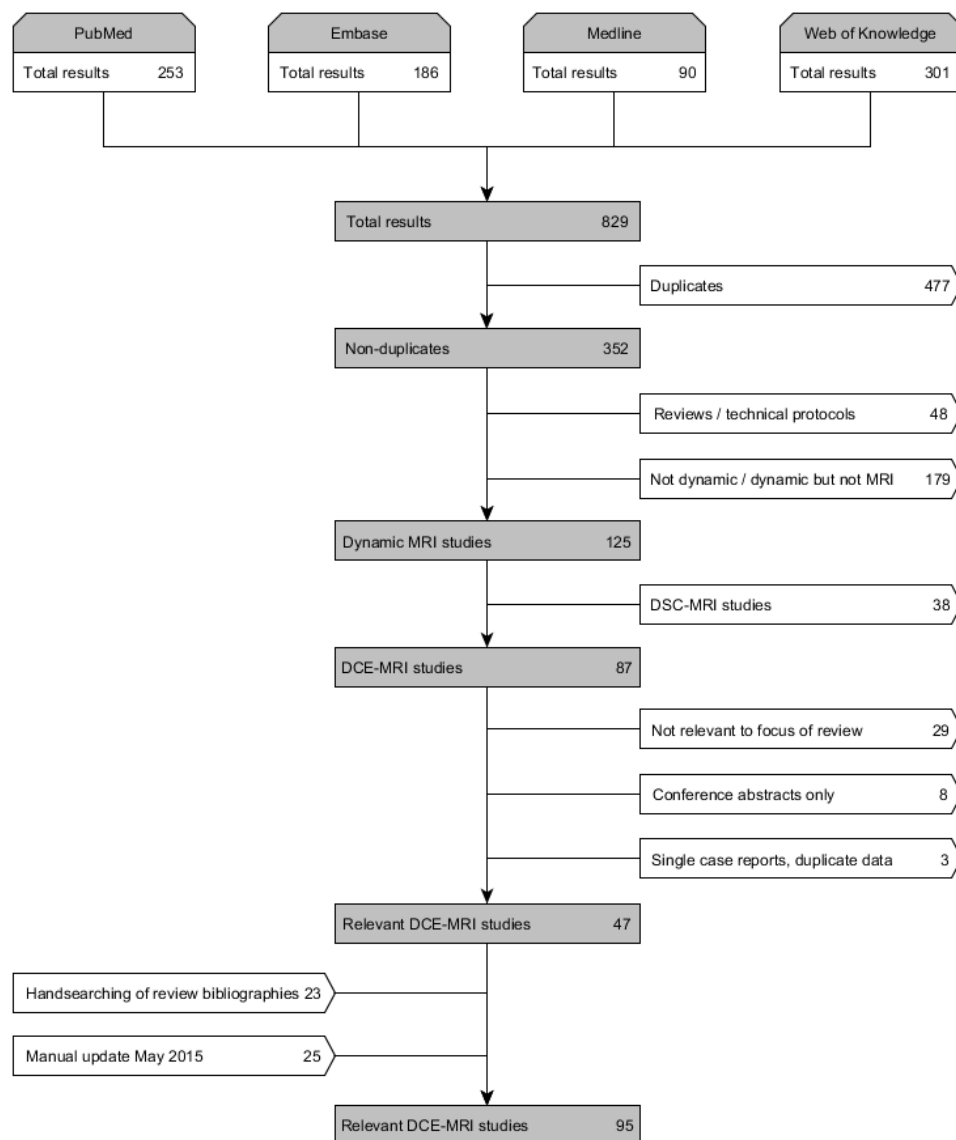 PubMed
Total results 253
Embase
Total results 186
Medline
Total results 90
Web of Knowledge
Total results 301
Total results 829
Duplicates 477
Non-duplicates 352
Reviews / technical protocols 48
Not dynamic / dynamic but not MRI 179
Dynamic MRI studies 125
DSC-MRI studies 38
DCE-MRI studies 87
Not relevant to focus of review 29
Conference abstracts only 8
Single case reports, duplicate data 3
Relevant DCE-MRI studies 47
Handsearching of review bibliographies 23
Manual update May 2015 25
Relevant DCE-MRI studies 95